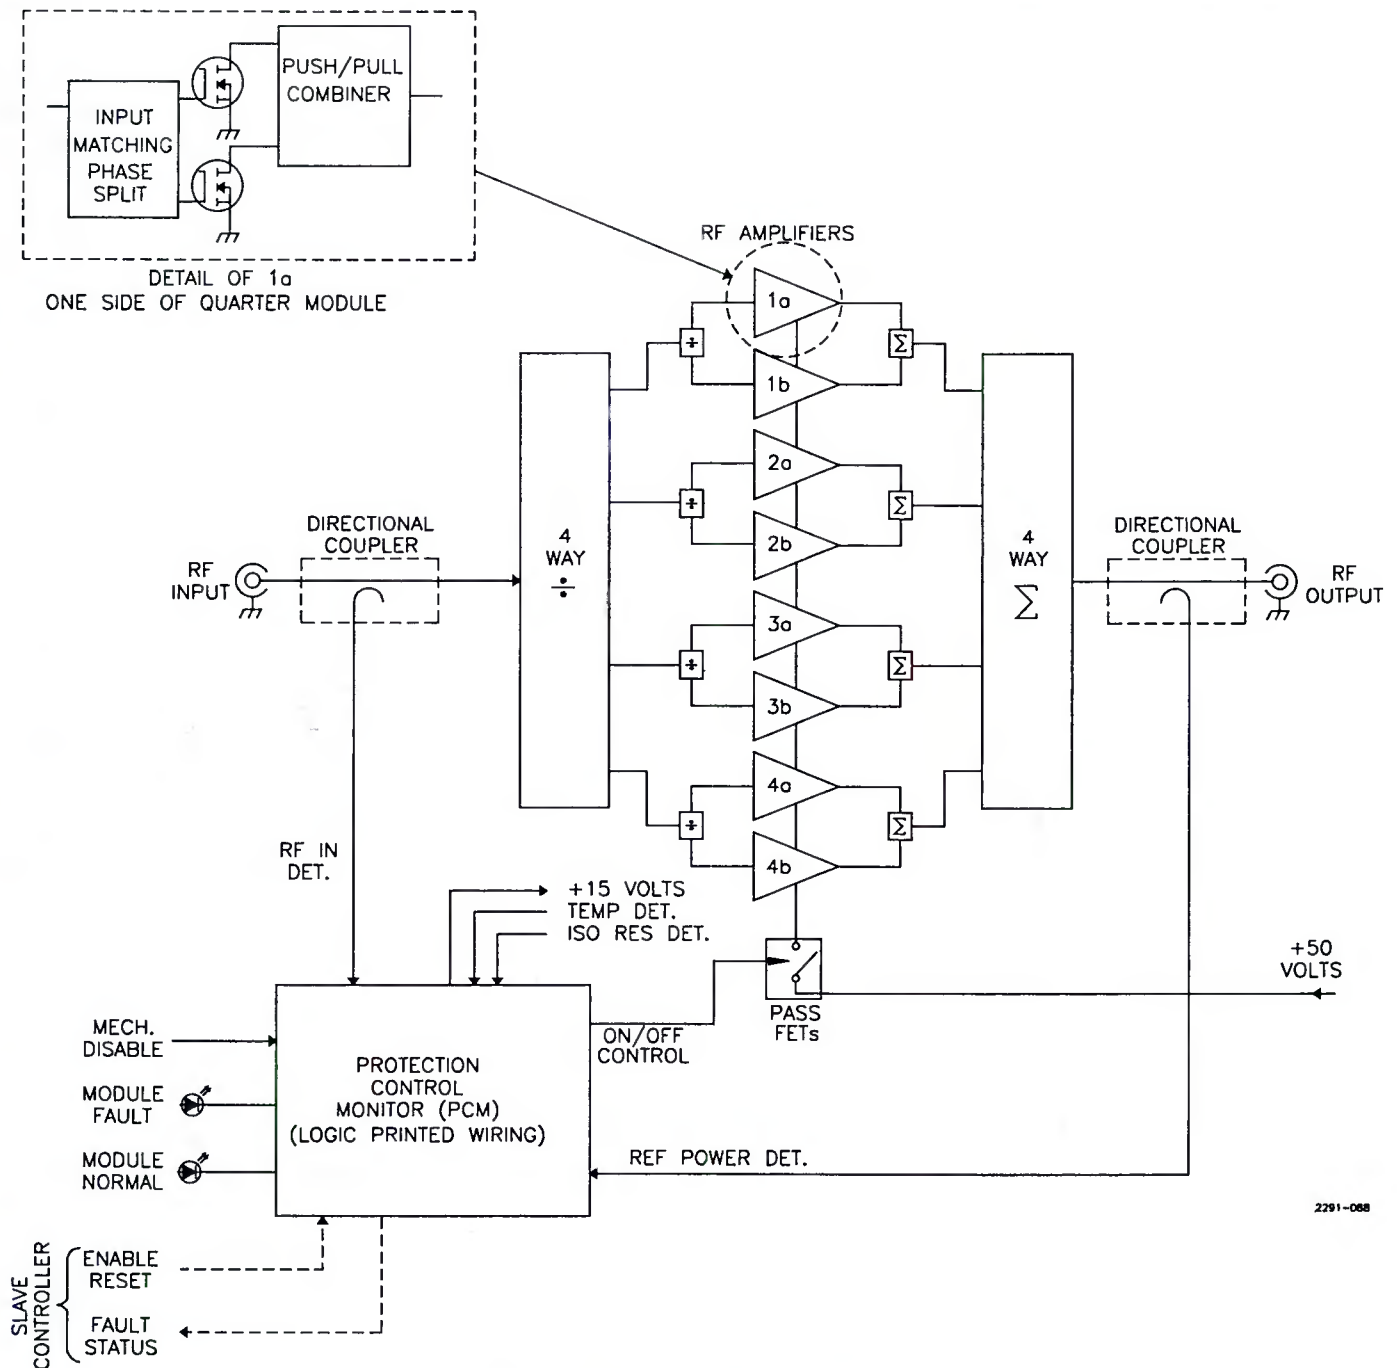 INPUT
MATCHING
PHASE
SPLIT
PUSH/PULL
COMBINER
DETAIL OF 1a
ONE SIDE OF QUARTER MODULE
RF AMPLIFIERS
1a
÷
Σ
1b
2a
÷
Σ
2b
3a
÷
Σ
3b
4a
÷
Σ
4b
RF
INPUT
DIRECTIONAL
COUPLER
4
WAY
÷
4
WAY
Σ
DIRECTIONAL
COUPLER
RF
OUTPUT
RF IN
DET.
+15 VOLTS
TEMP DET.
ISO RES DET.
+50
VOLTS
PASS
FETs
ON/OFF
CONTROL
MECH.
DISABLE
MODULE
FAULT
MODULE
NORMAL
PROTECTION
CONTROL
MONITOR (PCM)
(LOGIC PRINTED WIRING)
REF POWER DET.
2291-088
SLAVE
CONTROLLER
ENABLE
RESET
FAULT
STATUS